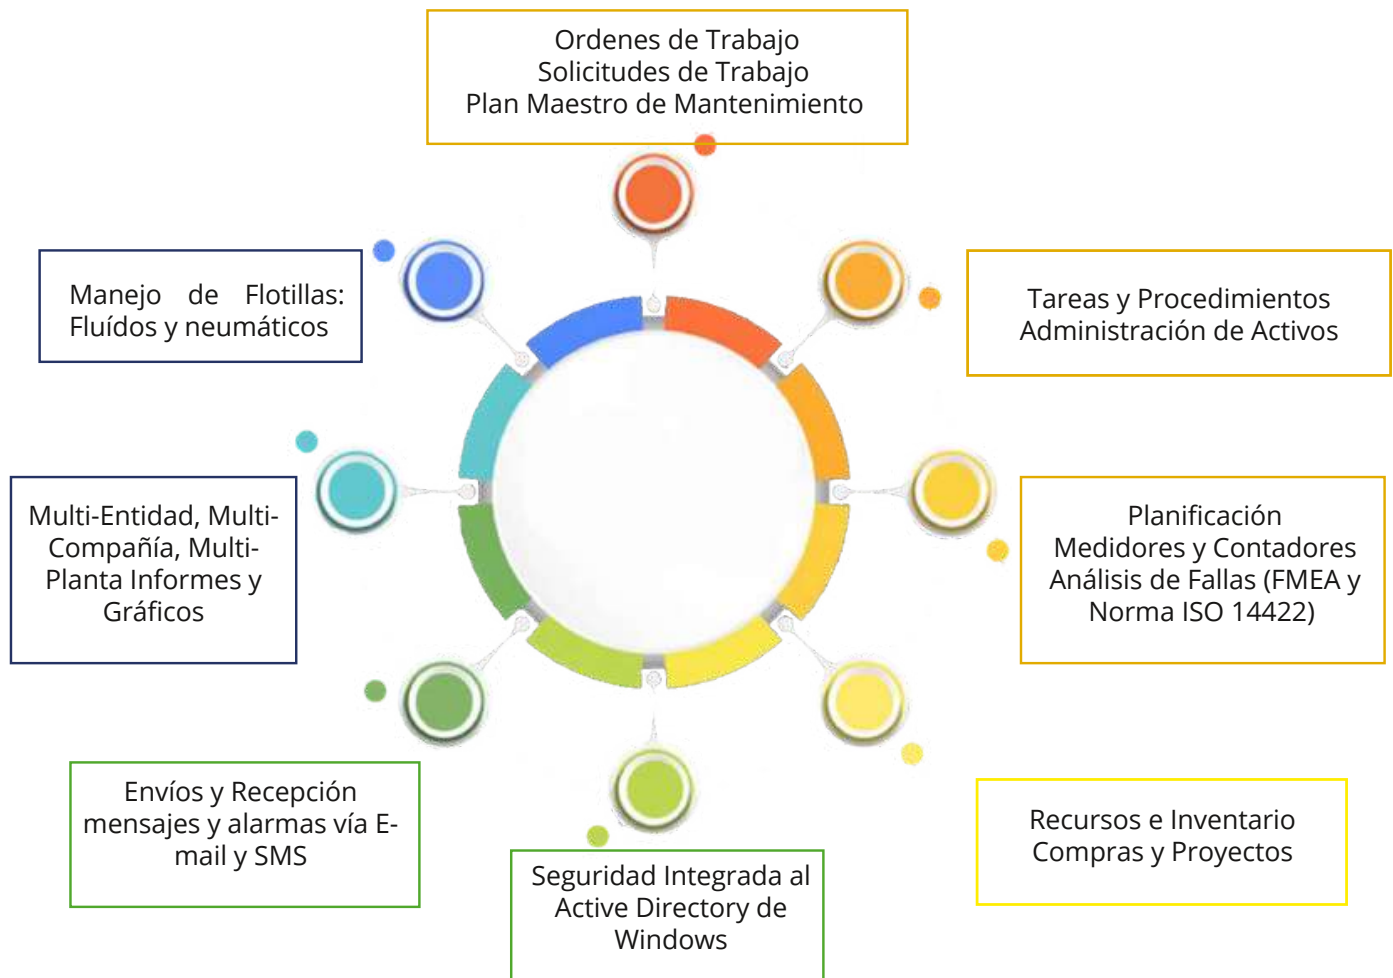 Ordenes de Trabajo
Solicitudes de Trabajo
Plan Maestro de Mantenimiento
Manejo de Flotillas:
Fluídos y neumáticos
Tareas y Procedimientos
Administración de Activos
Multi-Entidad, Multi-
Compañía, Multi-
Planta Informes y
Gráficos
Planificación
Medidores y Contadores
Análisis de Fallas (FMEA y
Norma ISO 14422)
Envíos y Recepción
mensajes y alarmas vía E-
mail y SMS
Seguridad Integrada al
Active Directory de
Windows
Recursos e Inventario
Compras y Proyectos